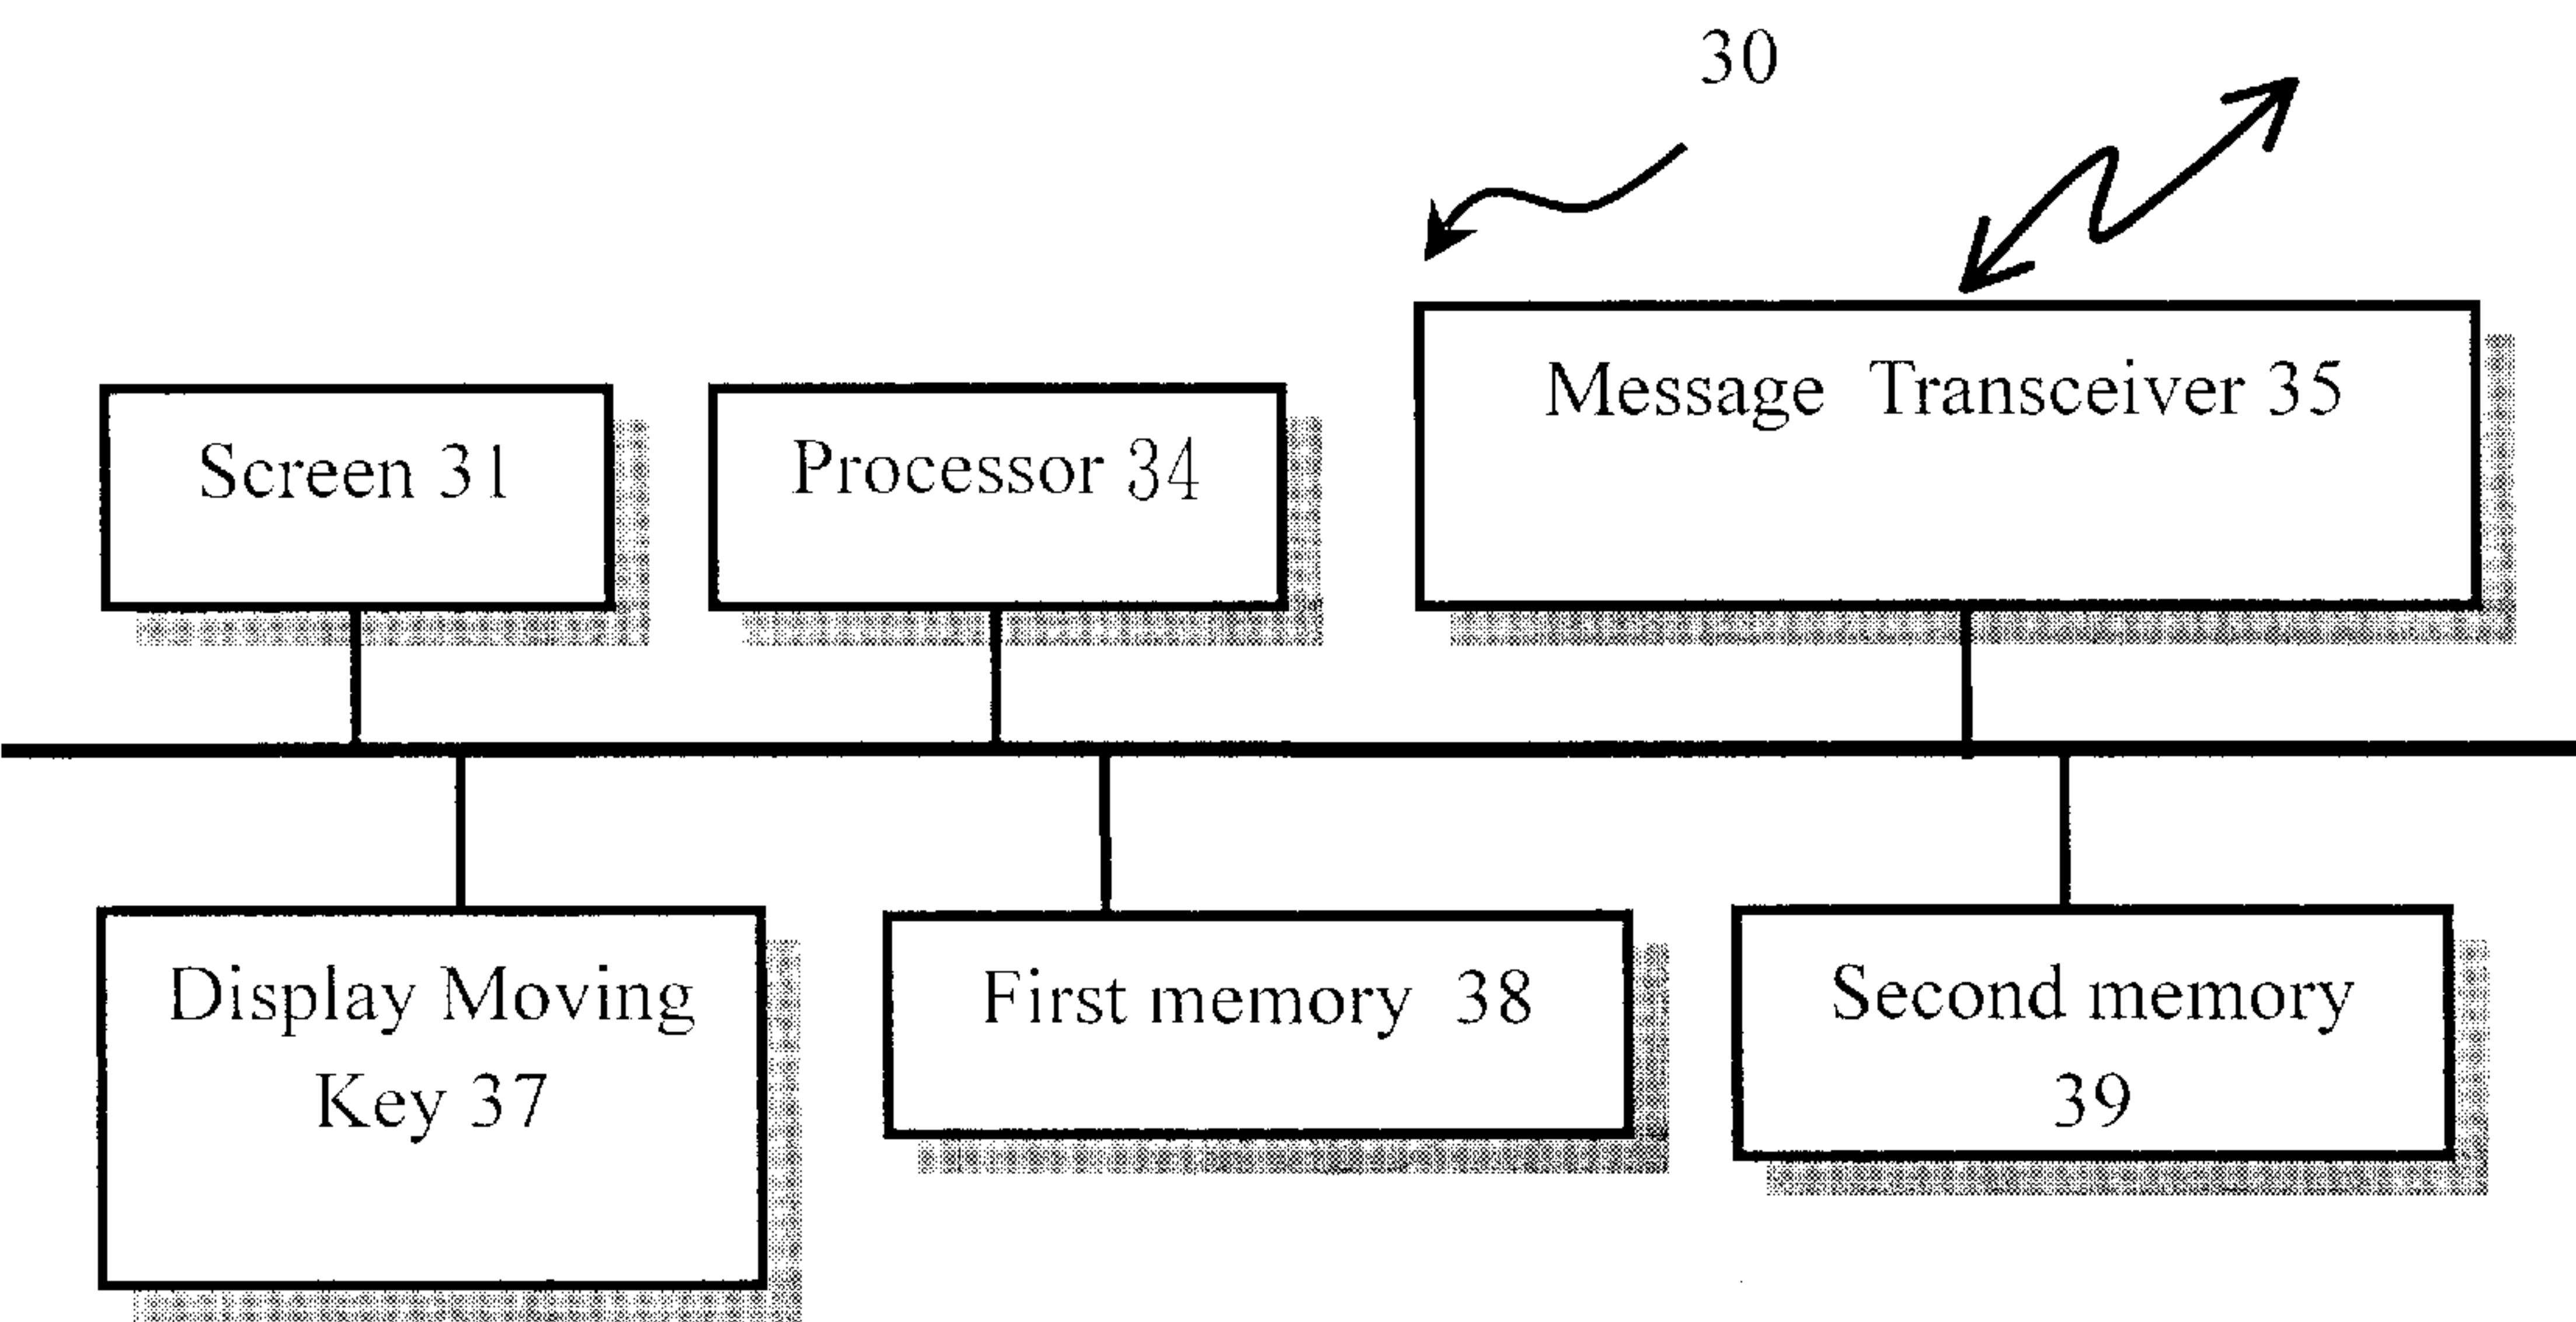 30
Message Transceiver 35
Screen 31
Processor 34
Display Moving
Key 37
First memory 38
Second memory
39